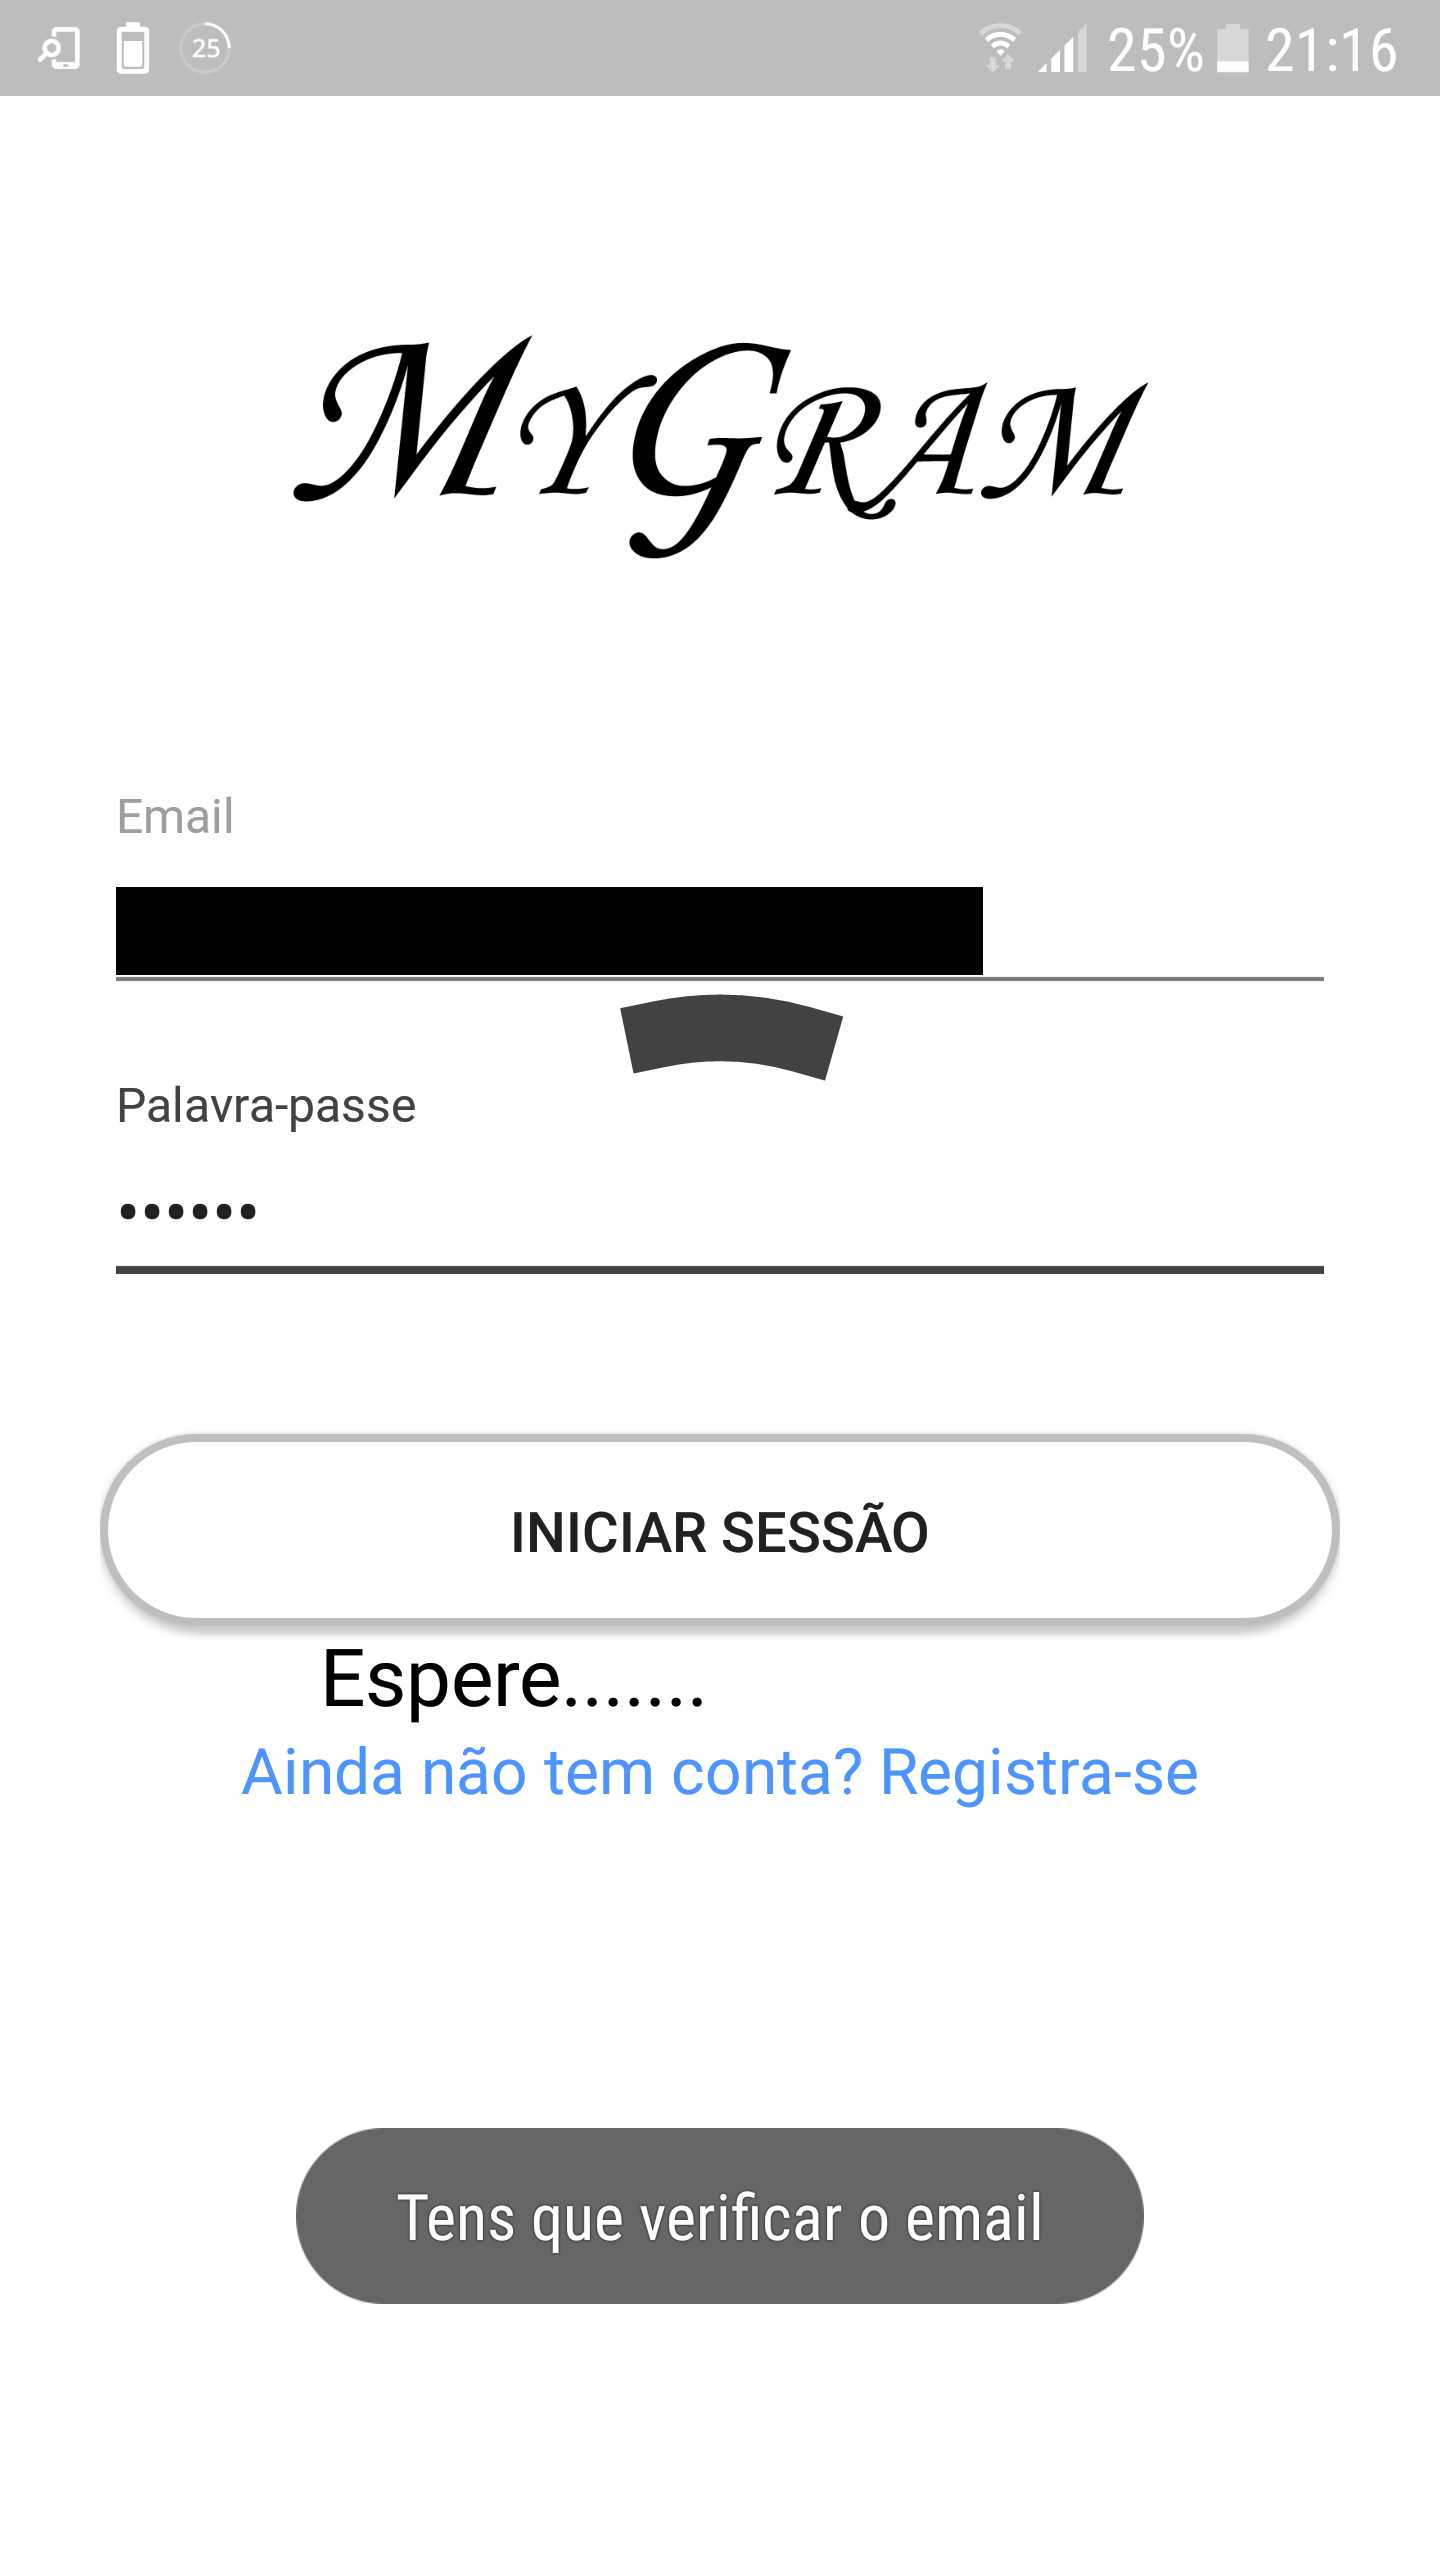 25
25% 21:16
MYGRAM
Email
Palavra-passe
••••••
INICIAR SESSÃO
Espere.......
Ainda não tem conta? Registra-se
Tens que verificar o email